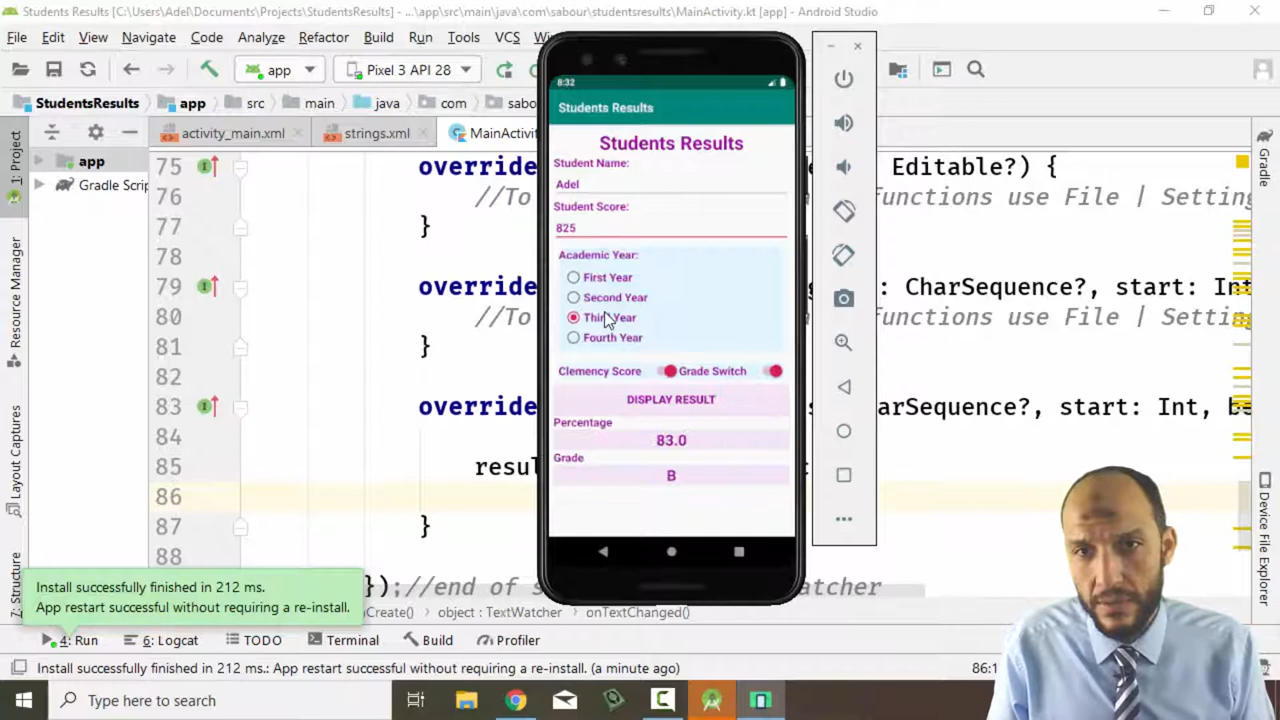 Students Results [C:\Users\Adel\Documents\Projects\StudentsResults] - ...\app\src\main\java\com\sabour\studentsresults\MainActivity.kt [app] - Android Studio
File Edit View Navigate Code Analyze Refactor Build Run Tools VCS
app Pixel 3 API 28
StudentsResults app src main java com
activity_main.xml strings.xml
1: Project
Resource Manager
Layout Captures
Structure
app
Gradle
75 override Editable?) {
76 //To functions use File | Setting
77 }
78
79 override : CharSequence?, start: Int
80 //To functions use File | Setting
81 }
82
83 override arSequence?, start: Int, be
84
85
86
87 }
88
});//end of
onTextChanged()
object : TextWatcher
8:32
Students Results
Students Results
Student Name:
Adel
Student Score:
825
Academic Year:
First Year
Second Year
Third Year
Fourth Year
Clemency Score Grade Switch
DISPLAY RESULT
Percentage
83.0
Grade
B
Gradle
Device File Explorer
Install successfully finished in 212 ms.
App restart successful without requiring a re-install.
4: Run 6: Logcat TODO Terminal Build Profiler
Install successfully finished in 212 ms.: App restart successful without requiring a re-install. (a minute ago)
86:1
Type here to search